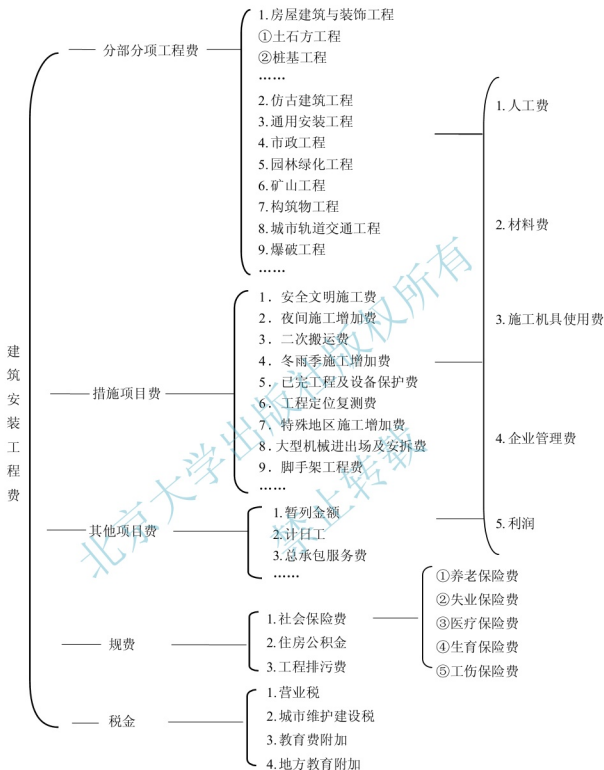 建筑安装工程费
分部分项工程费
1.房屋建筑与装饰工程
①土石方工程
②桩基工程
……
2.仿古建筑工程
3.通用安装工程
4.市政工程
5.园林绿化工程
6.矿山工程
7.构筑物工程
8.城市轨道交通工程
9.爆破工程
……
措施项目费
1．安全文明施工费
2．夜间施工增加费
3．二次搬运费
4．冬雨季施工增加费
5．已完工程及设备保护费
6．工程定位复测费
7．特殊地区施工增加费
8．大型机械进出场及安拆费
9．脚手架工程费
……
其他项目费
1.暂列金额
2.计日工
3.总承包服务费
……
1.人工费
2.材料费
3.施工机具使用费
4.企业管理费
5.利润
规费
1.社会保险费
2.住房公积金
3.工程排污费
①养老保险费
②失业保险费
③医疗保险费
④生育保险费
⑤工伤保险费
税金
1.营业税
2.城市维护建设税
3.教育费附加
4.地方教育附加
北京大学出版社版权所有
禁止转载